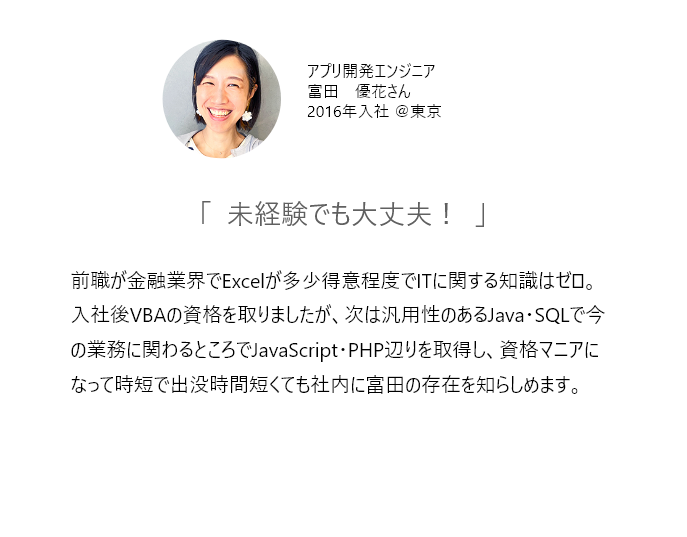 アプリ開発エンジニア
富田　優花さん
2016年入社 ＠東京
「　未経験でも大丈夫！　」
前職が金融業界でExcelが多少得意程度でITに関する知識はゼロ。
入社後VBAの資格を取りましたが、次は汎用性のあるJava・SQLで今
の業務に関わるところでJavaScript・PHP辺りを取得し、資格マニアに
なって時短で出没時間短くても社内に富田の存在を知らしめます。